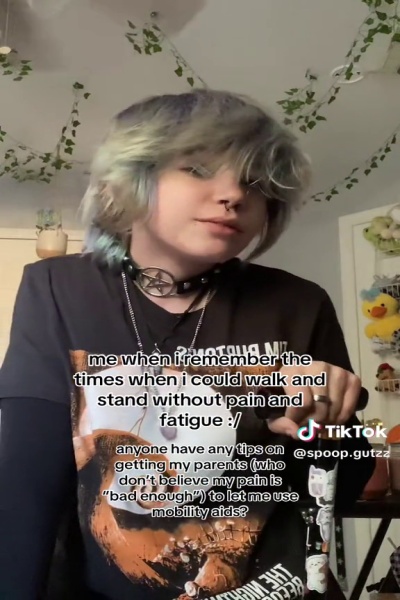 me when i remember the
times when i could walk and
stand without pain and
fatigue :/
anyone have any tips on
getting my parents (who
don't believe my pain is
"bad enough") to let me use
mobility aids?
TikTok
@spoop.gutzz